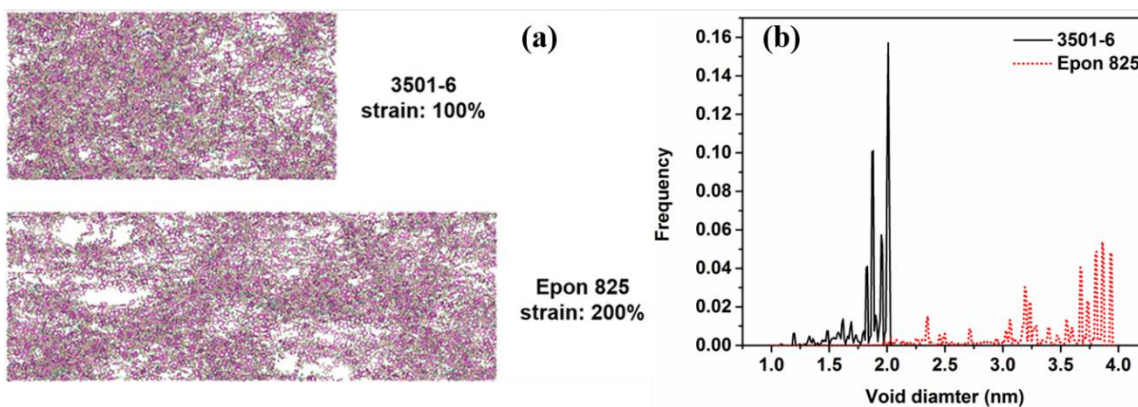 (a)
3501-6
strain: 100%
Epon 825
strain: 200%
(b)
3501-6
Epon 825
0.16
0.14
0.12
0.10
0.08
0.06
0.04
0.02
0.00
Frequency
1.0 1.5 2.0 2.5 3.0 3.5 4.0
Void diamter (nm)